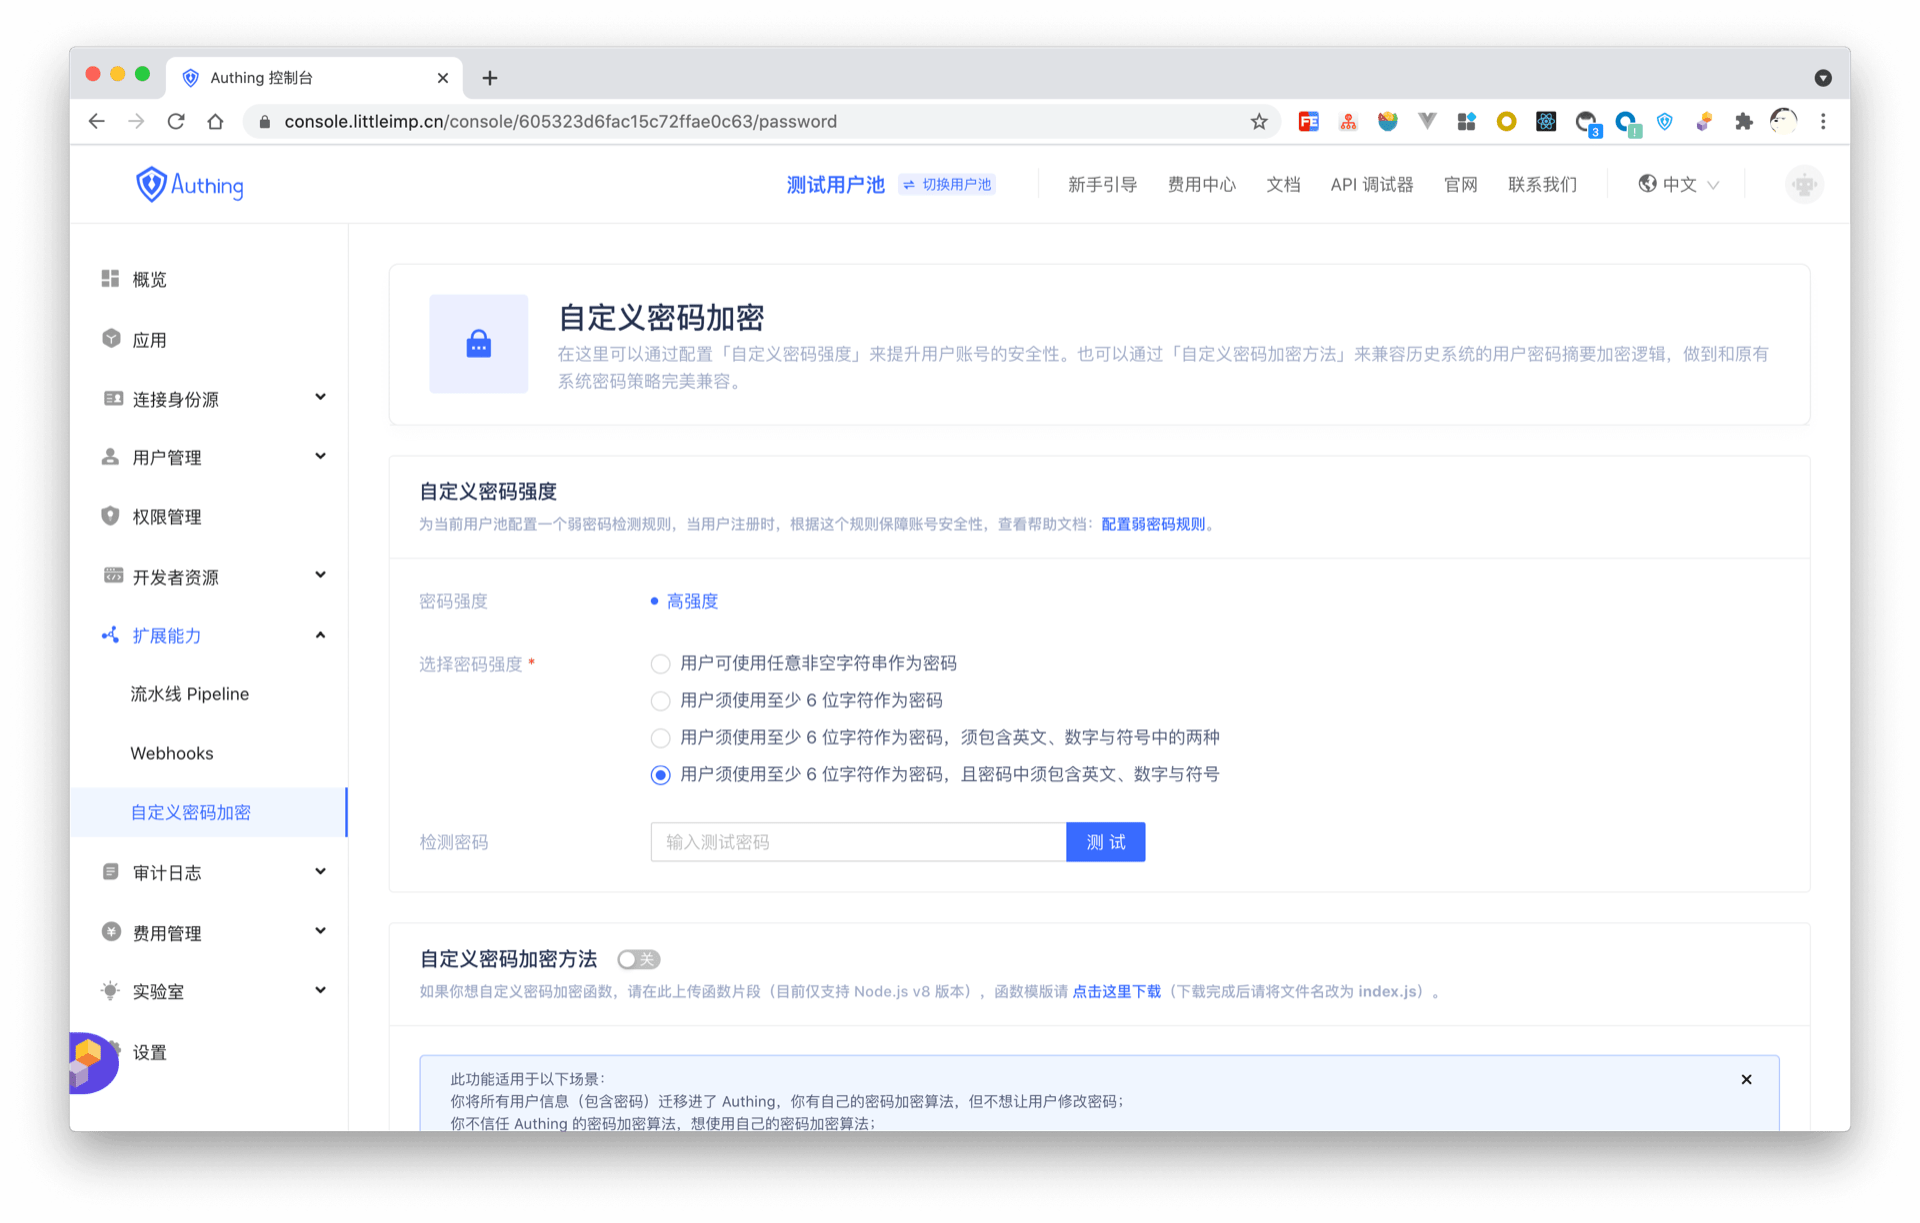 Authing 控制台
console.littleimp.cn/console/605323d6fac15c72ffae0c63/password
FE
3
!
Authing
测试用户池
切换用户池
新手引导
费用中心
文档
API 调试器
官网
联系我们
中文
概览
应用
连接身份源
用户管理
权限管理
开发者资源
扩展能力
流水线 Pipeline
Webhooks
自定义密码加密
审计日志
费用管理
实验室
设置
自定义密码加密
在这里可以通过配置「自定义密码强度」来提升用户账号的安全性。也可以通过「自定义密码加密方法」来兼容历史系统的用户密码摘要加密逻辑，做到和原有
系统密码策略完美兼容。
自定义密码强度
为当前用户池配置一个弱密码检测规则，当用户注册时，根据这个规则保障账号安全性，查看帮助文档：配置弱密码规则。
密码强度
高强度
选择密码强度 *
用户可使用任意非空字符串作为密码
用户须使用至少 6 位字符作为密码
用户须使用至少 6 位字符作为密码，须包含英文、数字与符号中的两种
用户须使用至少 6 位字符作为密码，且密码中须包含英文、数字与符号
检测密码
输入测试密码
测 试
自定义密码加密方法
关
如果你想自定义密码加密函数，请在此上传函数片段（目前仅支持 Node.js v8 版本），函数模版请 点击这里下载（下载完成后请将文件名改为 index.js）。
此功能适用于以下场景：
你将所有用户信息（包含密码）迁移进了 Authing，你有自己的密码加密算法，但不想让用户修改密码；
你不信任 Authing 的密码加密算法，想使用自己的密码加密算法；